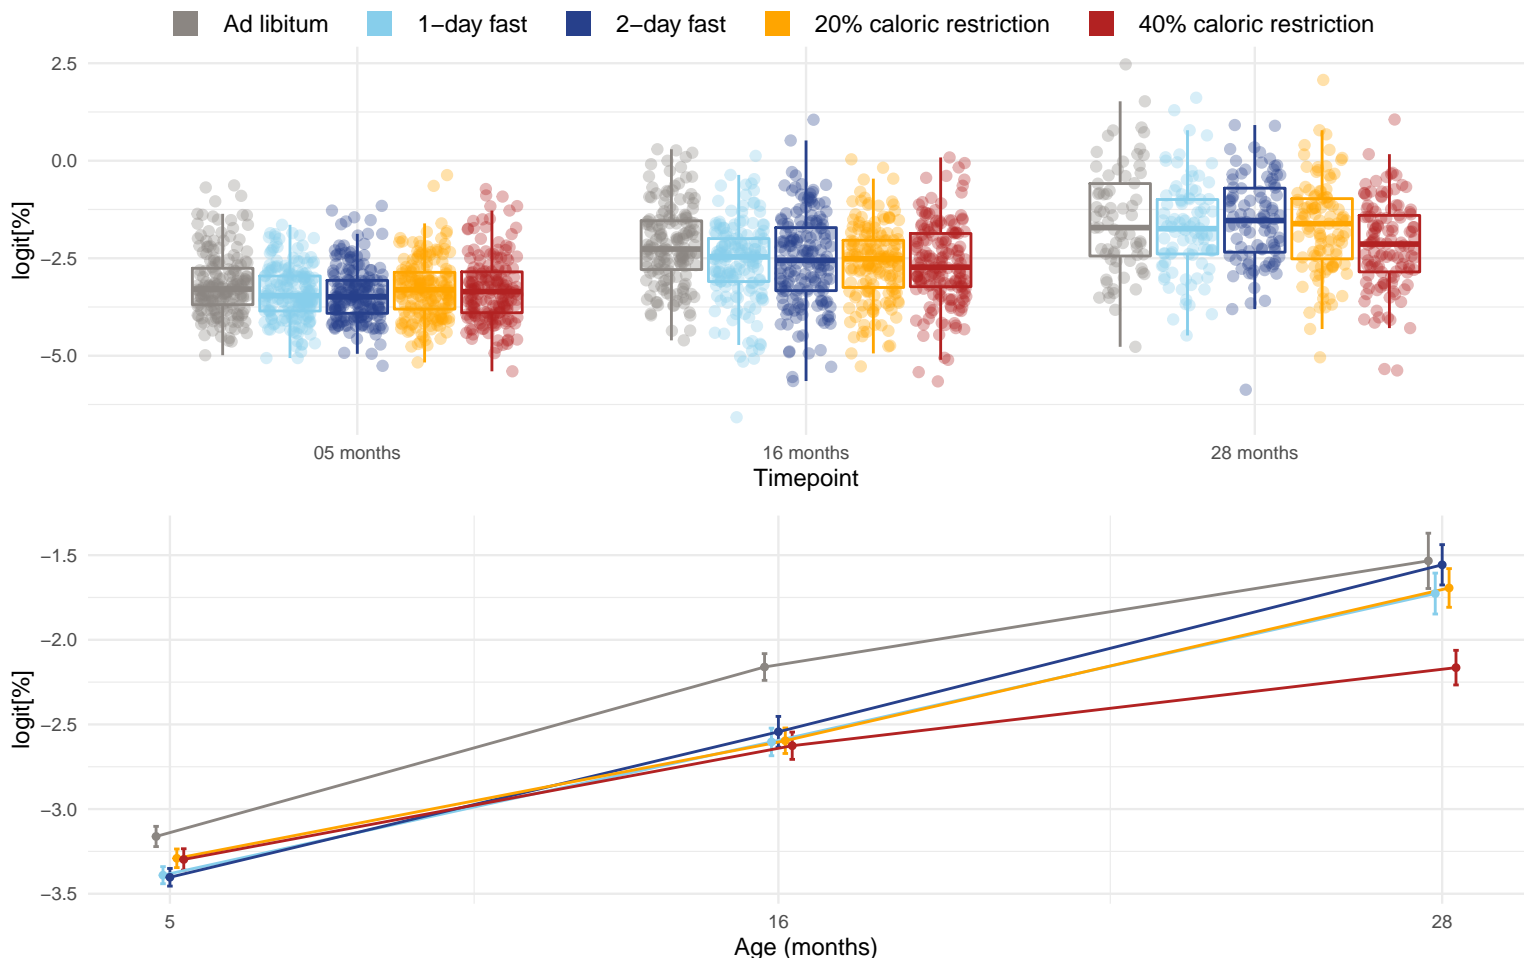 Ad libitum 1−day fast 2−day fast 20% caloric restriction 40% caloric restriction
2.5
0.0
−2.5
−5.0
logit[%]
05 months 16 months 28 months
Timepoint
−1.5
−2.0
−2.5
−3.0
−3.5
logit[%]
5 16 28
Age (months)